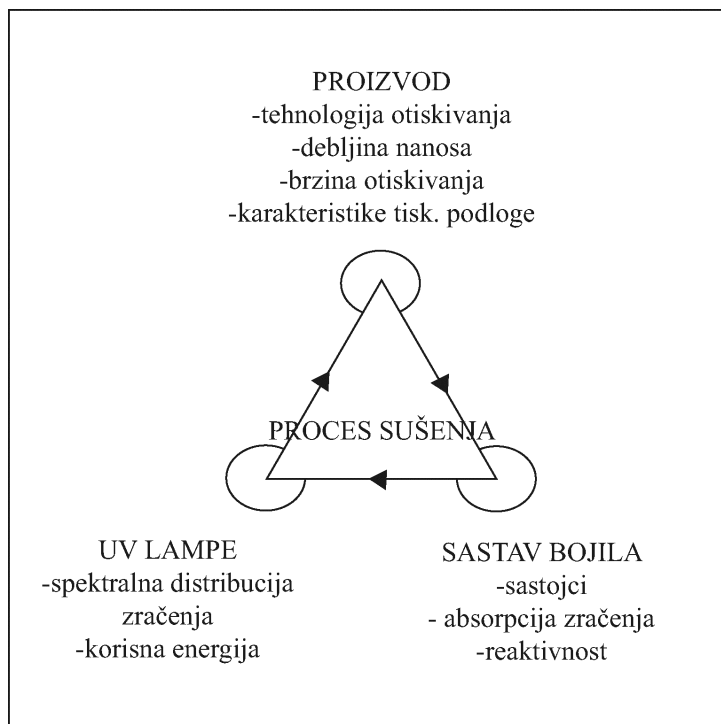 PROIZVOD
-tehnologija otiskivanja
-debljina nanosa
-brzina otiskivanja
-karakteristike tisk. podloge
PROCES SUŠENJA
UV LAMPE
-spektralna distribucija
zračenja
-korisna energija
SASTAV BOJILA
-sastojci
- absorpcija zračenja
-reaktivnost